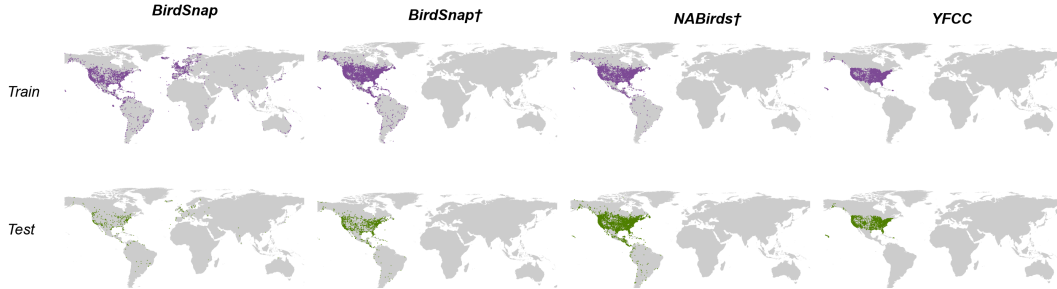 BirdSnap BirdSnap† NABirds† YFCC
Train
Test